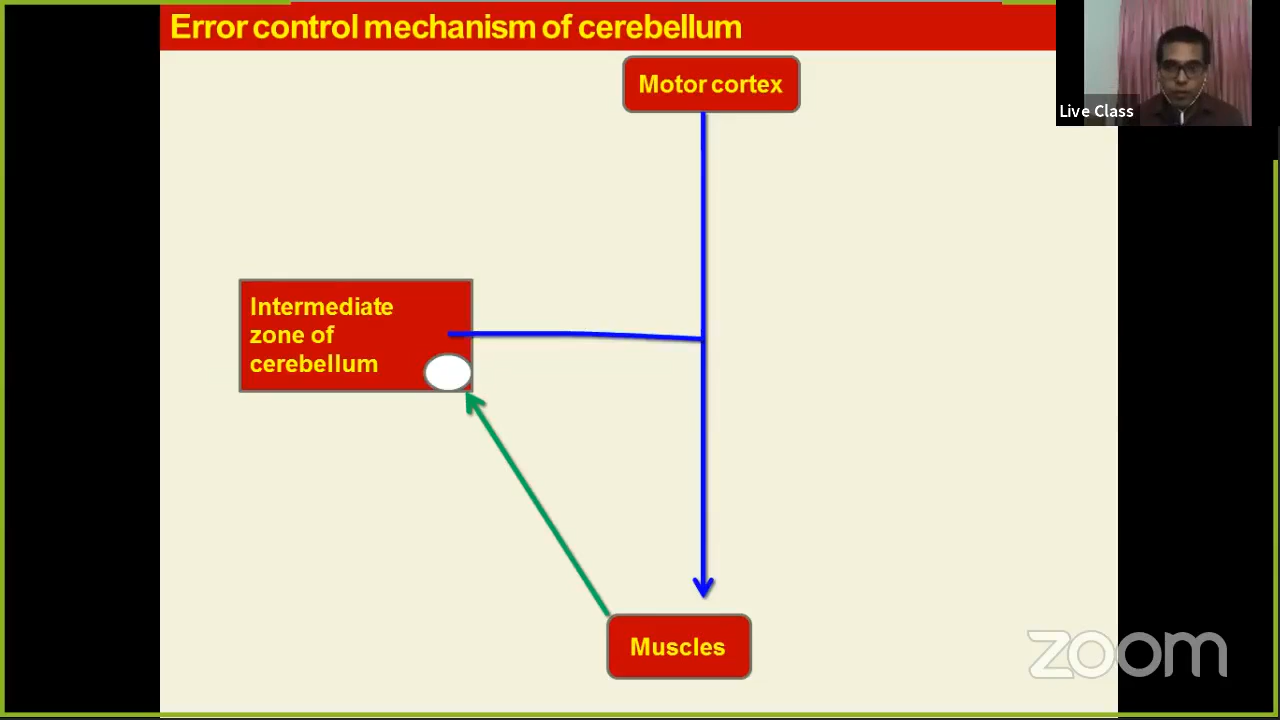 Error control mechanism of cerebellum
Motor cortex
Live Class
Intermediate
zone of
cerebellum
Muscles
zoom